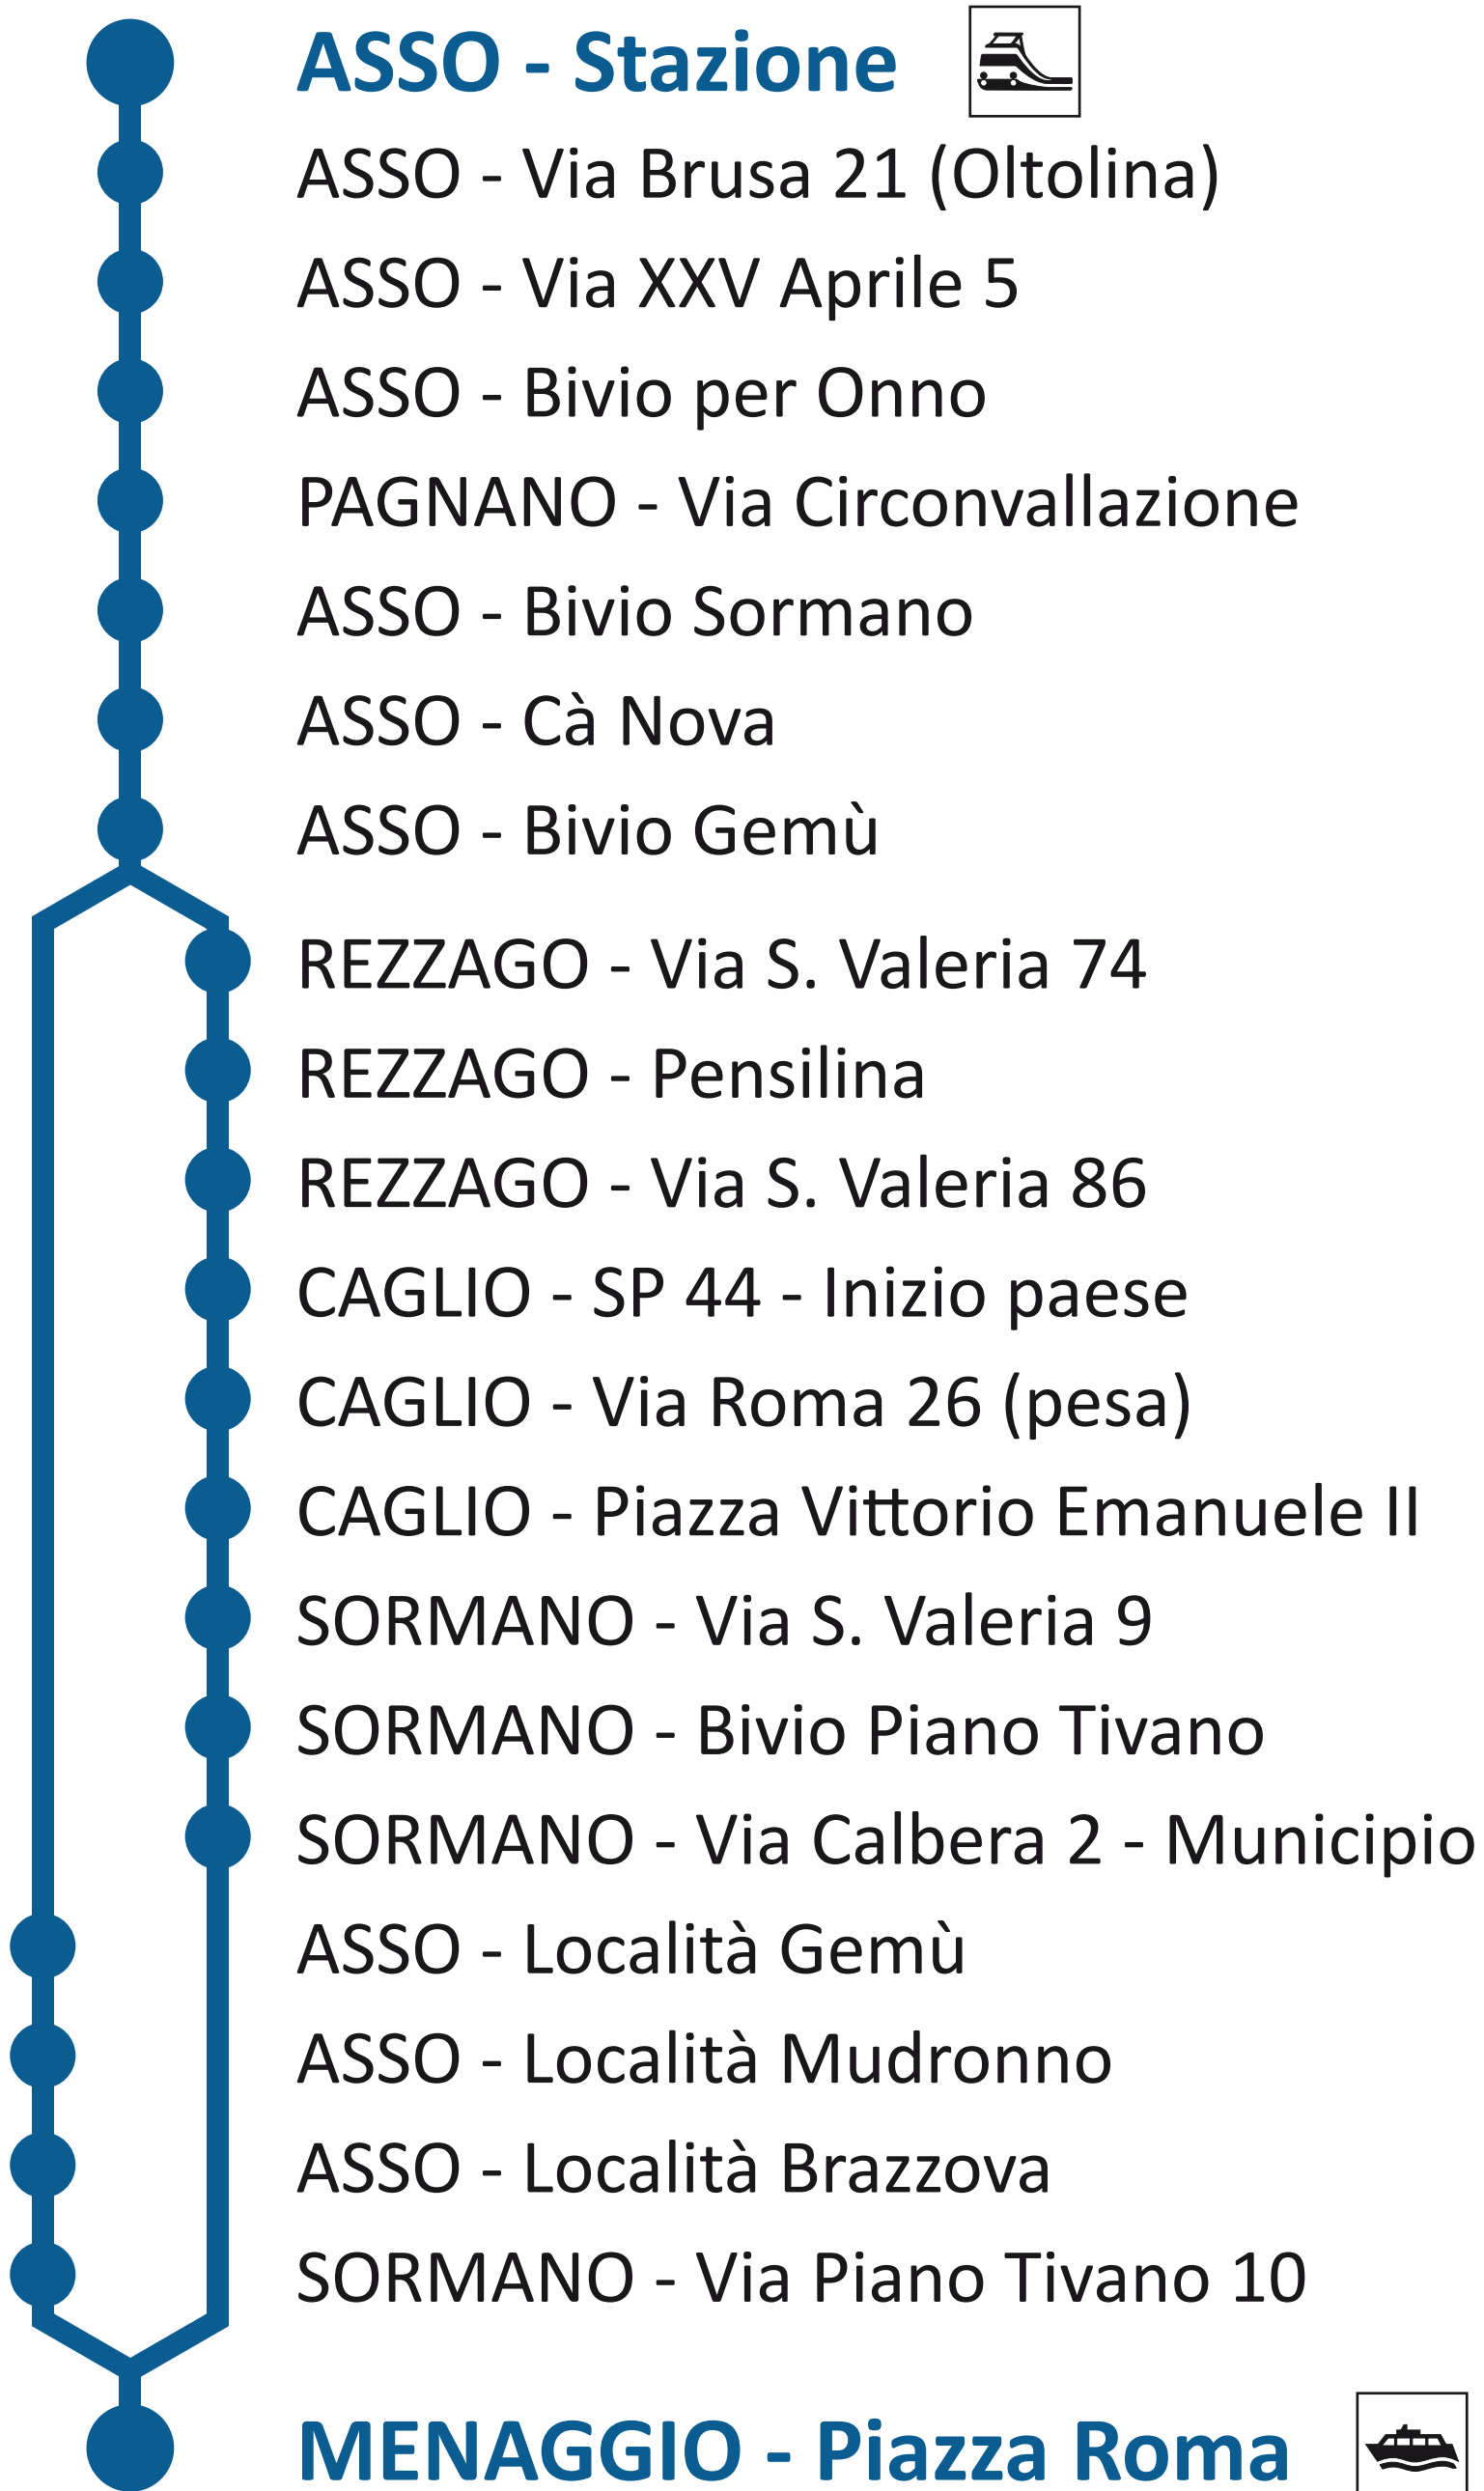 ASSO - Stazione
ASSO - Via Brusa 21 (Oltolina)
ASSO - Via XXV Aprile 5
ASSO - Bivio per Onno
PAGNANO - Via Circonvallazione
ASSO - Bivio Sormano
ASSO - Cà Nova
ASSO - Bivio Gemù
REZZAGO - Via S. Valeria 74
REZZAGO - Pensilina
REZZAGO - Via S. Valeria 86
CAGLIO - SP 44 - Inizio paese
CAGLIO - Via Roma 26 (pesa)
CAGLIO - Piazza Vittorio Emanuele II
SORMANO - Via S. Valeria 9
SORMANO - Bivio Piano Tivano
SORMANO - Via Calbera 2 - Municipio
ASSO - Località Gemù
ASSO - Località Mudronno
ASSO - Località Brazzova
SORMANO - Via Piano Tivano 10
MENAGGIO - Piazza Roma